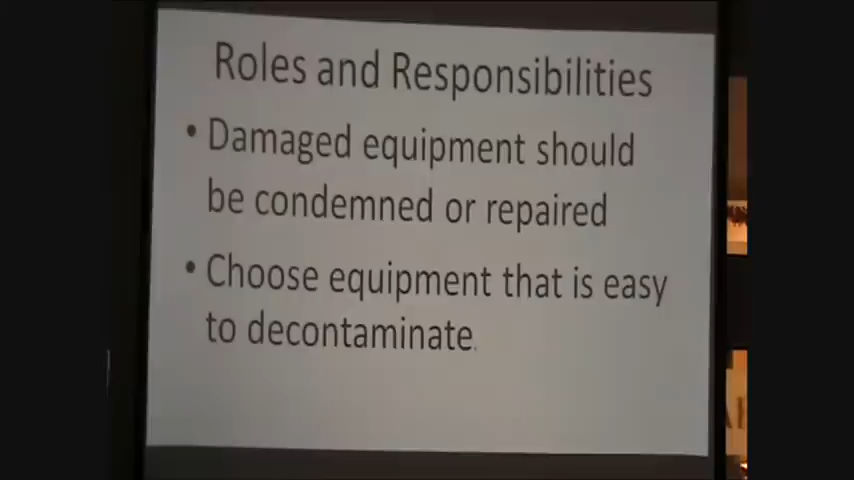 Roles and Responsibilities
• Damaged equipment should
be condemned or repaired
• Choose equipment that is easy
to decontaminate.